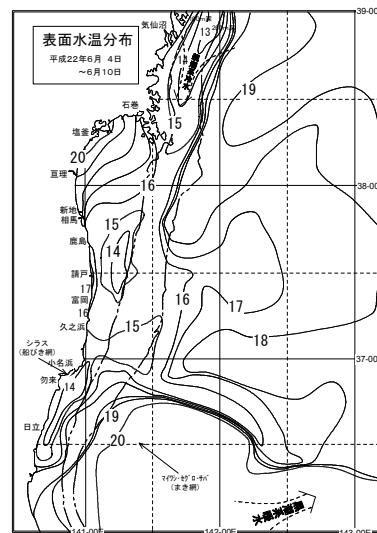 表面水温分布
平成22年6月 4日
～6月10日
気仙沼
39-00
13
19
石巻
15
塩釜
20
亘理
16
38-00
新地
相馬
15
鹿島
14
請戸
17
富岡
16
16
17
久之浜
15
18
シラス
(船びき網)
小名浜
37-00
勿来
14
19
日立
20
ﾏｲﾜｼ・ｾｸﾞﾛ・ｻﾊﾞ
(まき網)
141-00E
142-00E